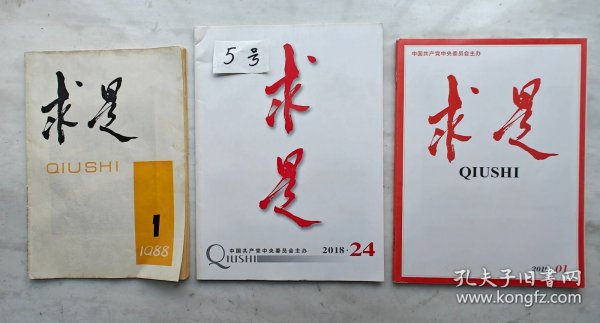 求是
QIUSHI
1
1988
5号
求是
中国共产党中央委员会主办
QIUSHI
2018·24
中国共产党中央委员会主办
求是
QIUSHI
01
孔夫子旧书网
www.kongfz.com